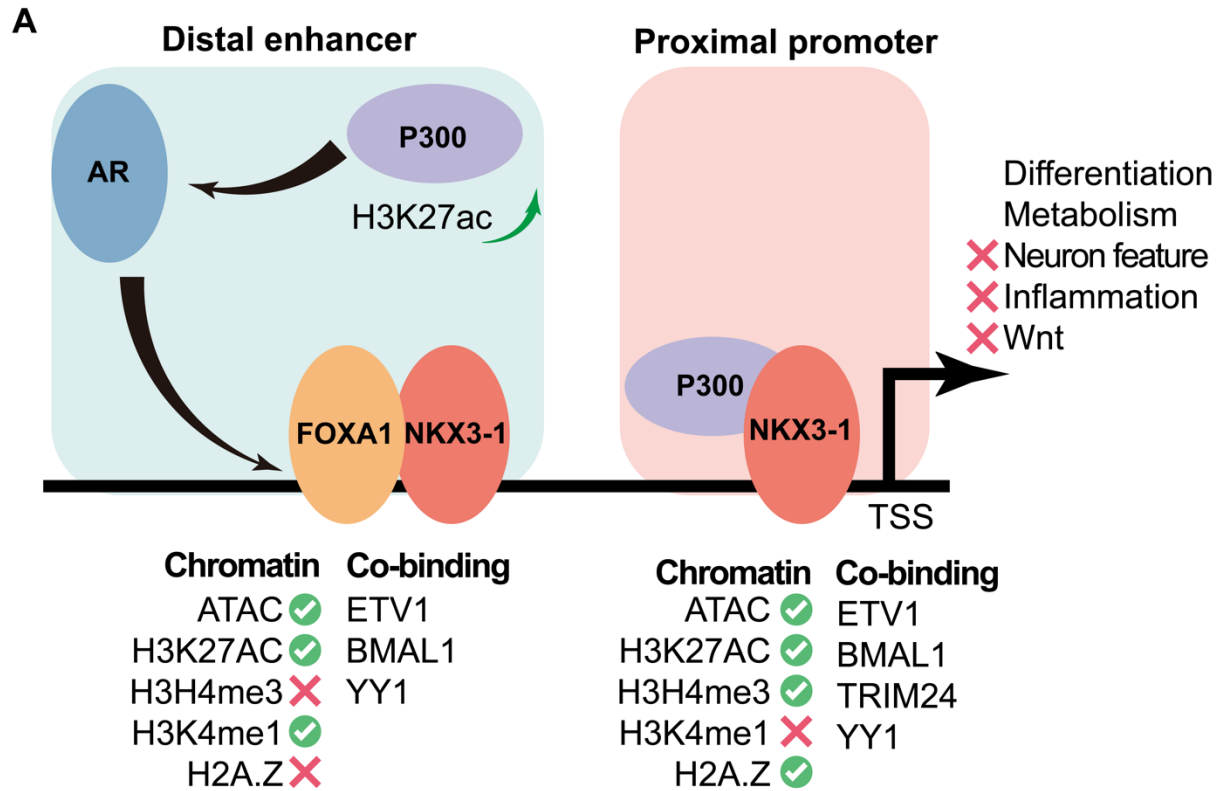 A
Distal enhancer
Proximal promoter
AR
P300
H3K27ac
FOXA1
NKX3-1
P300
NKX3-1
TSS
Differentiation
Metabolism
Neuron feature
Inflammation
Wnt
Chromatin Co-binding
ATAC ETV1
H3K27AC BMAL1
H3H4me3 YY1
H3K4me1
H2A.Z
Chromatin Co-binding
ATAC ETV1
H3K27AC BMAL1
H3H4me3 TRIM24
H3K4me1 YY1
H2A.Z